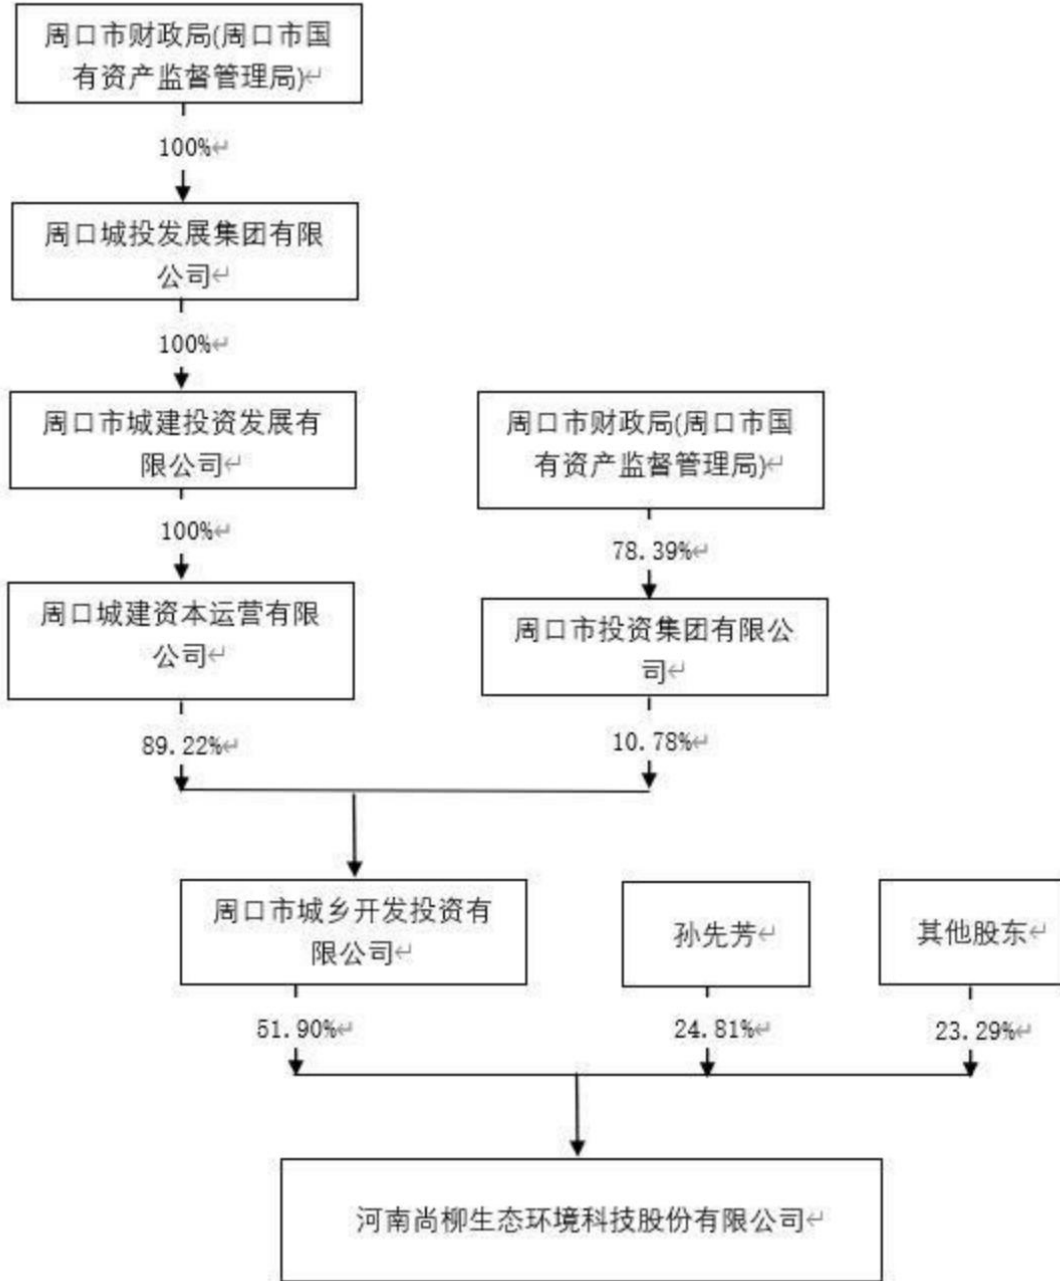 周口市财政局(周口市国
有资产监督管理局)↵
100%↵
周口城投发展集团有限
公司↵
100%↵
周口市城建投资发展有
限公司↵
周口市财政局(周口市国
有资产监督管理局)↵
100%↵
78.39%↵
周口城建资本运营有限
公司↵
周口市投资集团有限公
司↵
89.22%↵
10.78%↵
周口市城乡开发投资有
限公司↵
孙先芳↵
其他股东↵
51.90%↵
24.81%↵
23.29%↵
河南尚柳生态环境科技股份有限公司↵